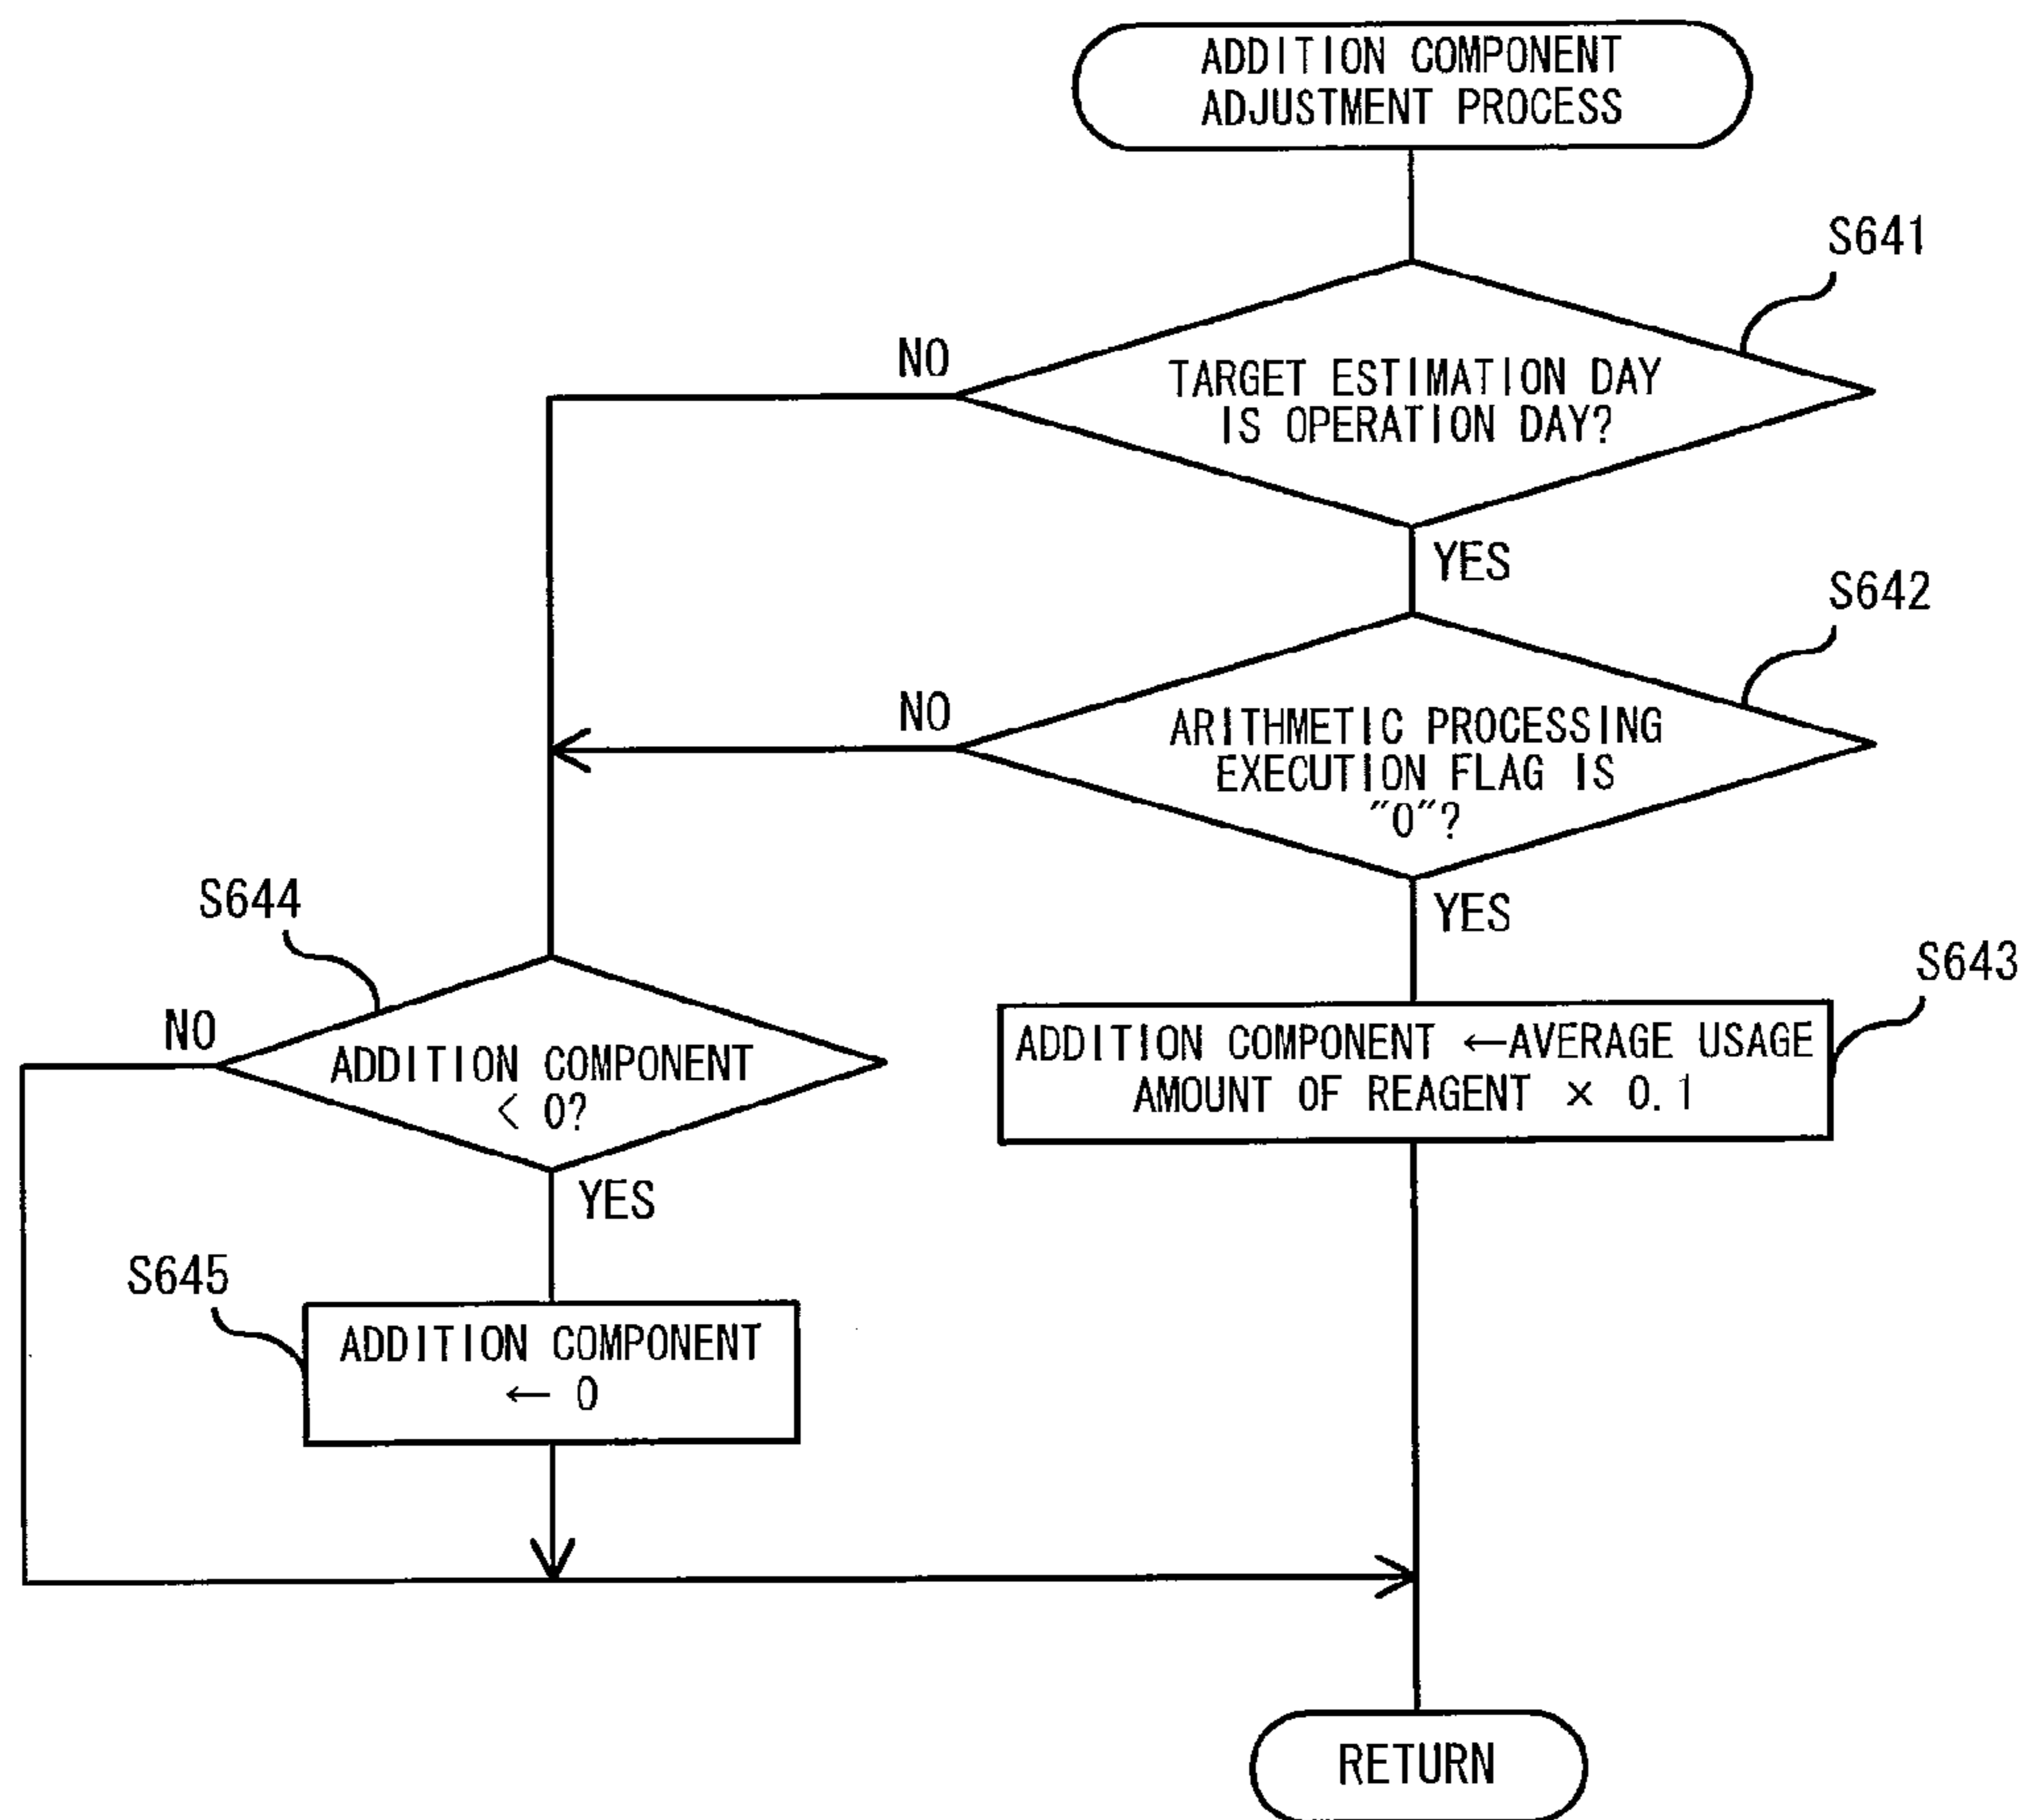 ADDITION COMPONENT
ADJUSTMENT PROCESS
S641
NO
TARGET ESTIMATION DAY
IS OPERATION DAY?
YES
S642
NO
ARITHMETIC PROCESSING
EXECUTION FLAG IS
"0"?
YES
S644
S643
NO
ADDITION COMPONENT
< 0?
ADDITION COMPONENT ←AVERAGE USAGE
AMOUNT OF REAGENT × 0.1
YES
S645
ADDITION COMPONENT
← 0
RETURN